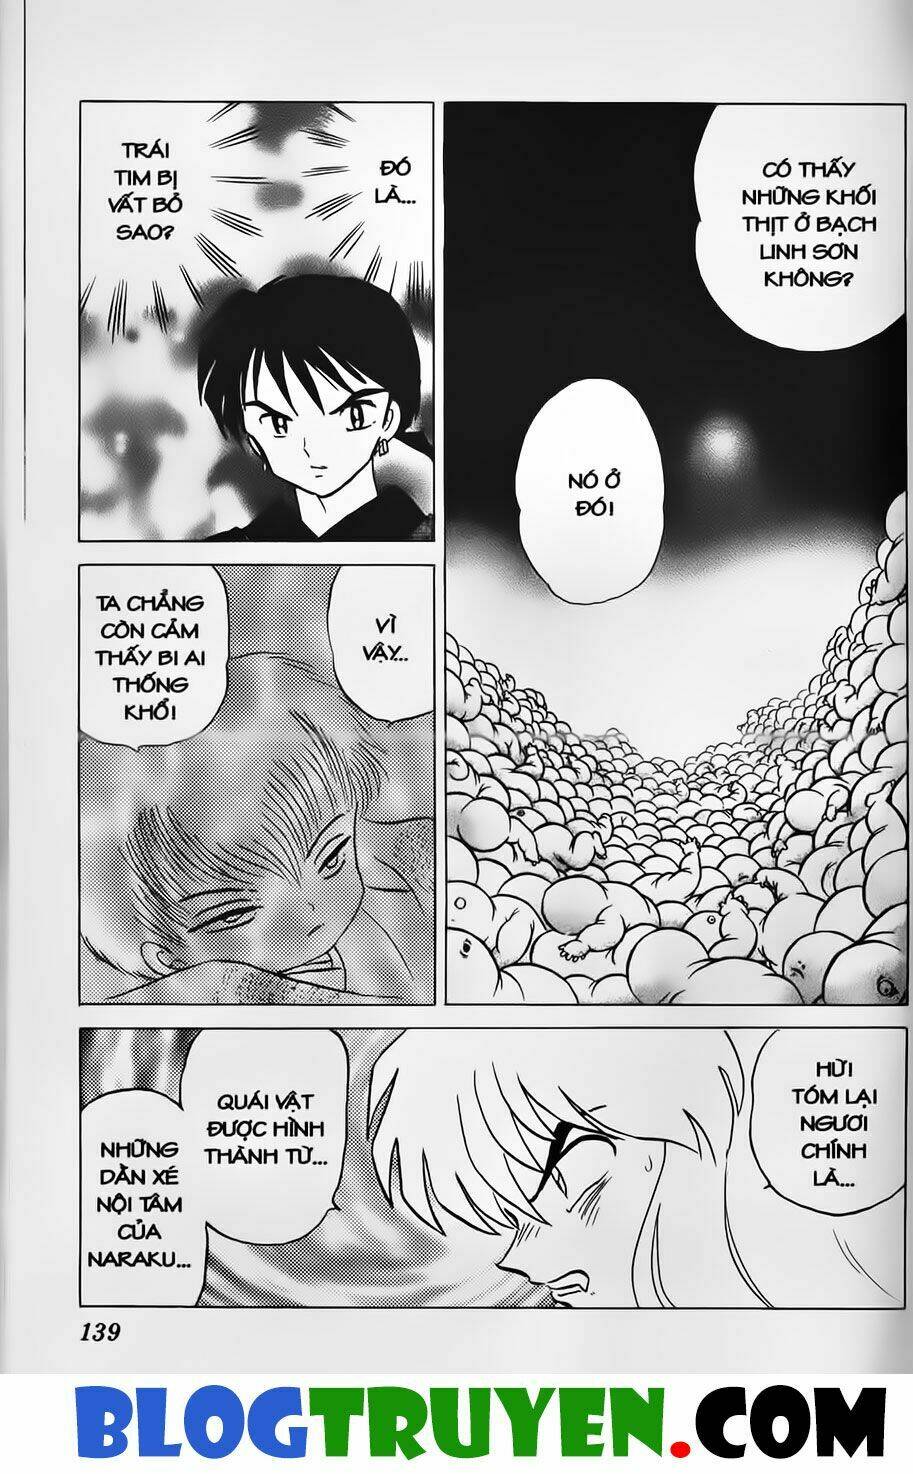 CÓ THẤY
NHỮNG KHỐI
THỊT Ở BẠCH
LINH SƠN
KHÔNG?
NÓ Ở
ĐÓ!
ĐÓ
LÀ...
TRÁI
TIM BỊ
VẤT BỎ
SAO?
VÌ
VẬY...
TA CHẲNG
CÒN CẢM
THẤY BI AI
THỐNG
KHỔ!
HỪ!
TÓM LẠI
NGƯƠI
CHÍNH
LÀ...
QUÁI VẬT
ĐƯỢC HÌNH
THÀNH TỪ...
NHỮNG
DẰN XÉ
NỘI TÂM
CỦA
NARAKU...
139
BLOGTRUYEN.COM